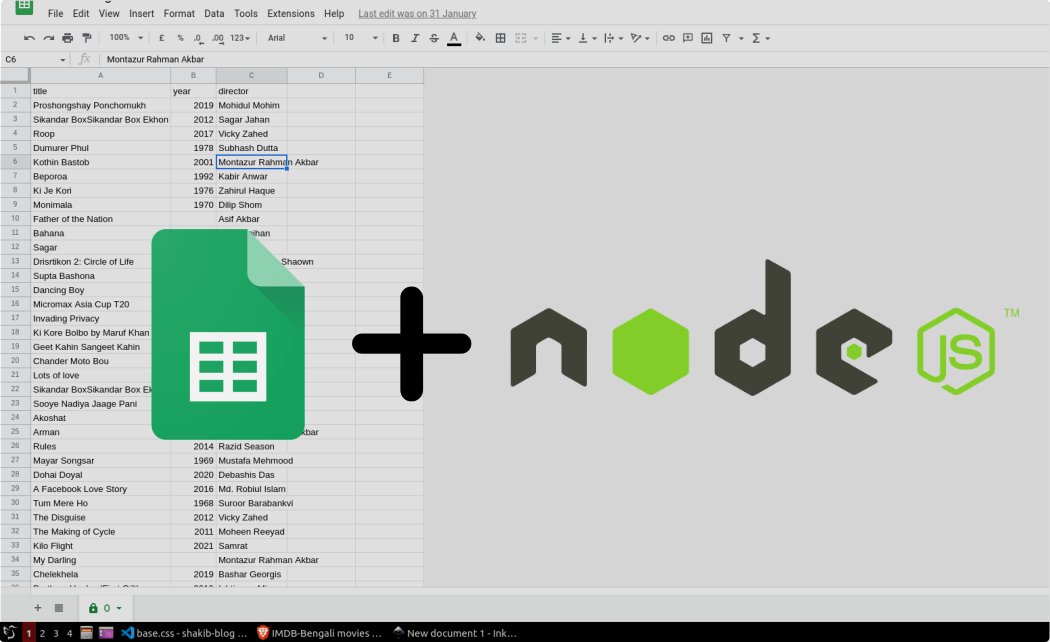 File Edit View Insert Format Data Tools Extensions Help Last edit was on 31 January
100% £ % .0 .00 123 Arial 10 B I S A
C6 fx Montazur Rahman Akbar
A B C D E
1 title year director
2 Proshongshay Ponchomukh 2019 Mohidul Mohim
3 Sikandar BoxSikandar Box Ekhon 2012 Sagar Jahan
4 Roop 2017 Vicky Zahed
5 Dumurer Phul 1978 Subhash Dutta
6 Kothin Bastob 2001 Montazur Rahman Akbar
7 Beporoa 1992 Kabir Anwar
8 Ki Je Kori 1976 Zahirul Haque
9 Monimala 1970 Dilip Shom
10 Father of the Nation Asif Akbar
11 Bahana
12 Sagar
13 Drisrtikon 2: Circle of Life Shaown
14 Supta Bashona
15 Dancing Boy
16 Micromax Asia Cup T20
17 Invading Privacy
18 Ki Kore Bolbo by Maruf Khan
19 Geet Kahin Sangeet Kahin
20 Chander Moto Bou
21 Lots of love
22 Sikandar BoxSikandar Box Ek
23 Sooye Nadiya Jaage Pani
24 Akoshat
25 Arman kbar
26 Rules 2014 Razid Season
27 Mayar Songsar 1969 Mustafa Mehmood
28 Dohai Doyal 2020 Debashis Das
29 A Facebook Love Story 2016 Md. Robiul Islam
30 Tum Mere Ho 1968 Suroor Barabankvi
31 The Disguise 2012 Vicky Zahed
32 The Making of Cycle 2011 Moheen Reeyad
33 Kilo Flight 2021 Samrat
34 My Darling Montazur Rahman Akbar
35 Chelekhela 2019 Bashar Georgis
node JS TM
+ 0
1 2 3 4 base.css - shakib-blog ... IMDB-Bengali movies ... New document 1 - Ink...